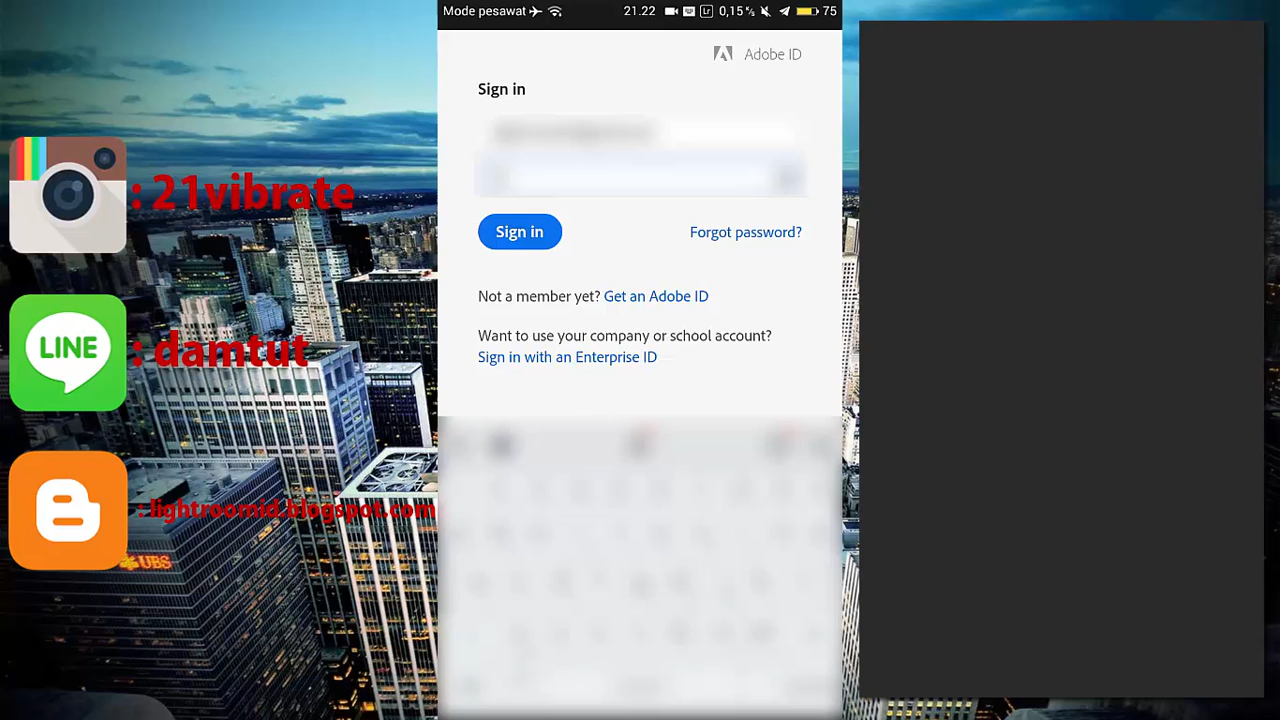 Mode pesawat 21.22 Lr 0,15 K/s 75
Adobe ID
Sign in
Sign in
Forgot password?
Not a member yet? Get an Adobe ID
Want to use your company or school account?
Sign in with an Enterprise ID
: 21vibrate
LINE : damtut
: lightroomid.blogspot.com
UBS